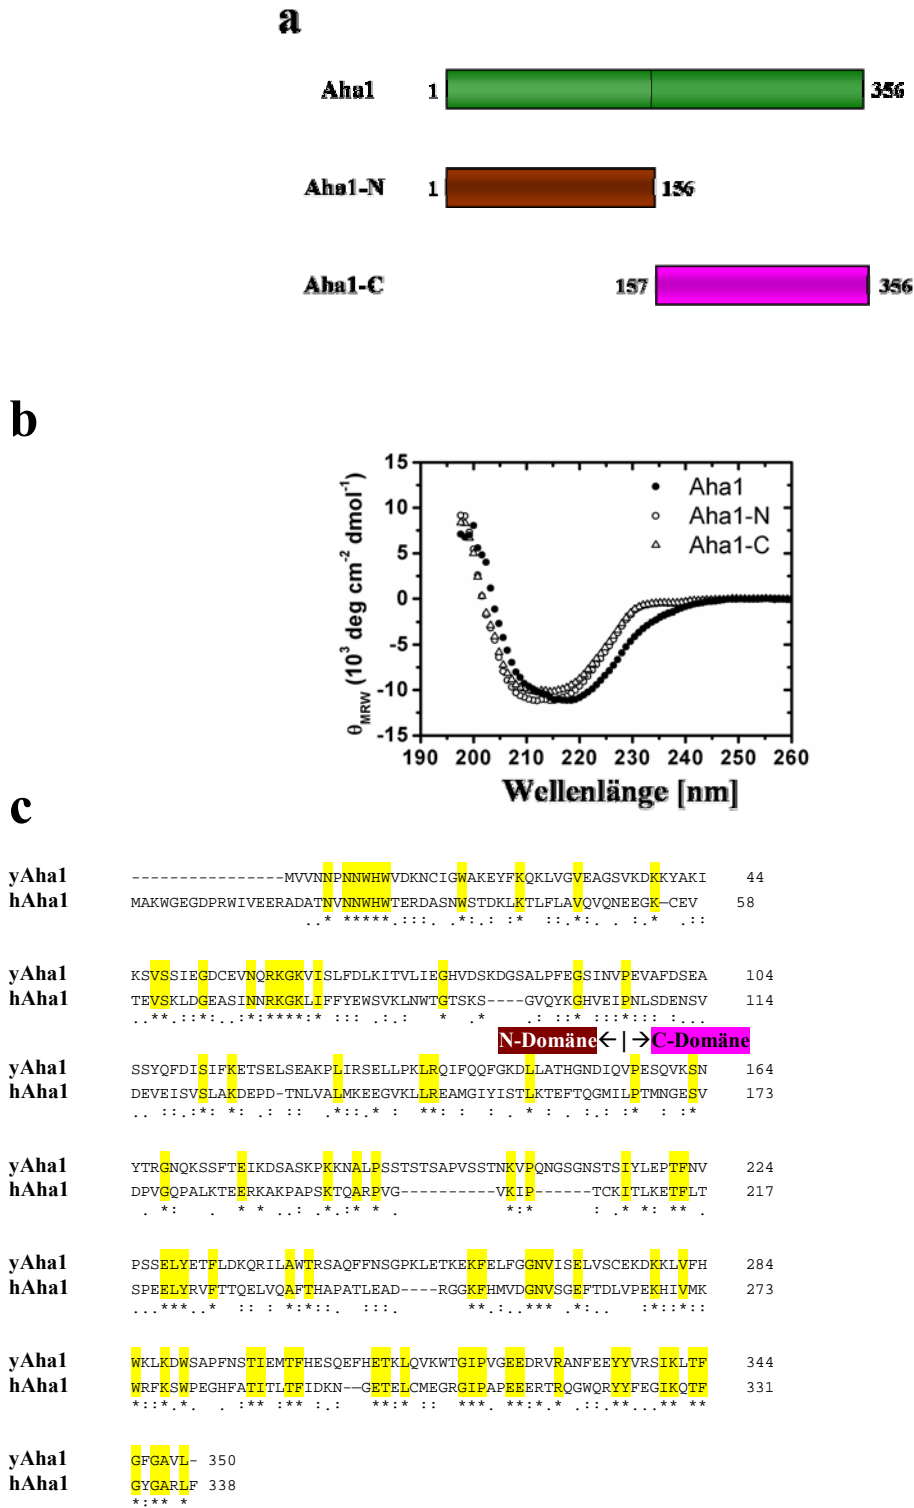 a
Aha1 1 356
Aha1-N 1 156
Aha1-C 157 356
b
15
10
5
0
-5
-10
-15
θMRW (10³ deg cm⁻² dmol⁻¹)
Aha1
Aha1-N
Aha1-C
190 200 210 220 230 240 250 260
Wellenlänge [nm]
c
yAha1 ----------------MVVNNPNNWHWVDKNCIGWAKEYFKQKLVGVEAGSVKDKKYAKI 44
hAha1 MAKWGEGDPRWIVEERADATNVNNWHWTERDASNWSTDKLKTLFLAVQVQNEEGK—CEV 58
..* *****.::: .*: .: :* : .*:. . :.* .::
yAha1 KSVSSIEGDCEVNQRKGKVISLFDLKITVLIEGHVDSKDGSALPFEGSINVPEVAFDSEA 104
hAha1 TEVSKLDGEASINNRKGKLIFFYEWSVKLNWTGTSKS----GVQYKGHVEIPNLSDENSV 114
..**.::*: .:*:****:* ::: .:.: * .* .: ::* :::*:::: :...
N-Domäne←|→C-Domäne
yAha1 SSYQFDISIFKETSELSEAKPLIRSELLPKLRQIFQQFGKDLLATHGNDIQVPESQVKSN 164
hAha1 DEVEISVSLAKDEPDT-NLVALMKEEGVKLLREAMGIYISTLKTEFTQGMILPTMNGESV 173
.. ::.:*: *: .: : .*::.* : **: : : . * : . :.: :* : :*
yAha1 YTRGNQKSSFTEIKDSASKPKKNALPSSTSTSAPVSSTNKVPQNGSGNSTSIYLEPTFNV 224
hAha1 DPVGQPALKTEERKAKPAPSKTQARPVG----------VKIP------TCKITLKETFLT 217
. *: . * * ..: .*.:* * . *:* : .* *: ** .
yAha1 PSSELYETFLDKQRILAWTRSAQFFNSGPKLETKEKFELFGGNVISELVSCEKDKKLVFH 284
hAha1 SPEELYRVFTTQELVQAFTHAPATLEAD----RGGKFHMVDGNVSGEFTDLVPEKHIVMK 273
...***..* :: : *:*:.. :::. **.:..*** .*:.. :*::*::
yAha1 WKLKDWSAPFNSTIEMTFHESQEFHETKLQVKWTGIPVGEEDRVRANFEEYYVRSIKLTF 344
hAha1 WRFKSWPEGHFATITLTFIDKN--GETELCMEGRGIPAPEEERTRQGWQRYYFEGIKQTF 331
*::*.*. . :** :** :.: **:* :: ***. **:*.* .::.**...** **
yAha1 GFGAVL- 350
hAha1 GYGARLF 338
*:** *